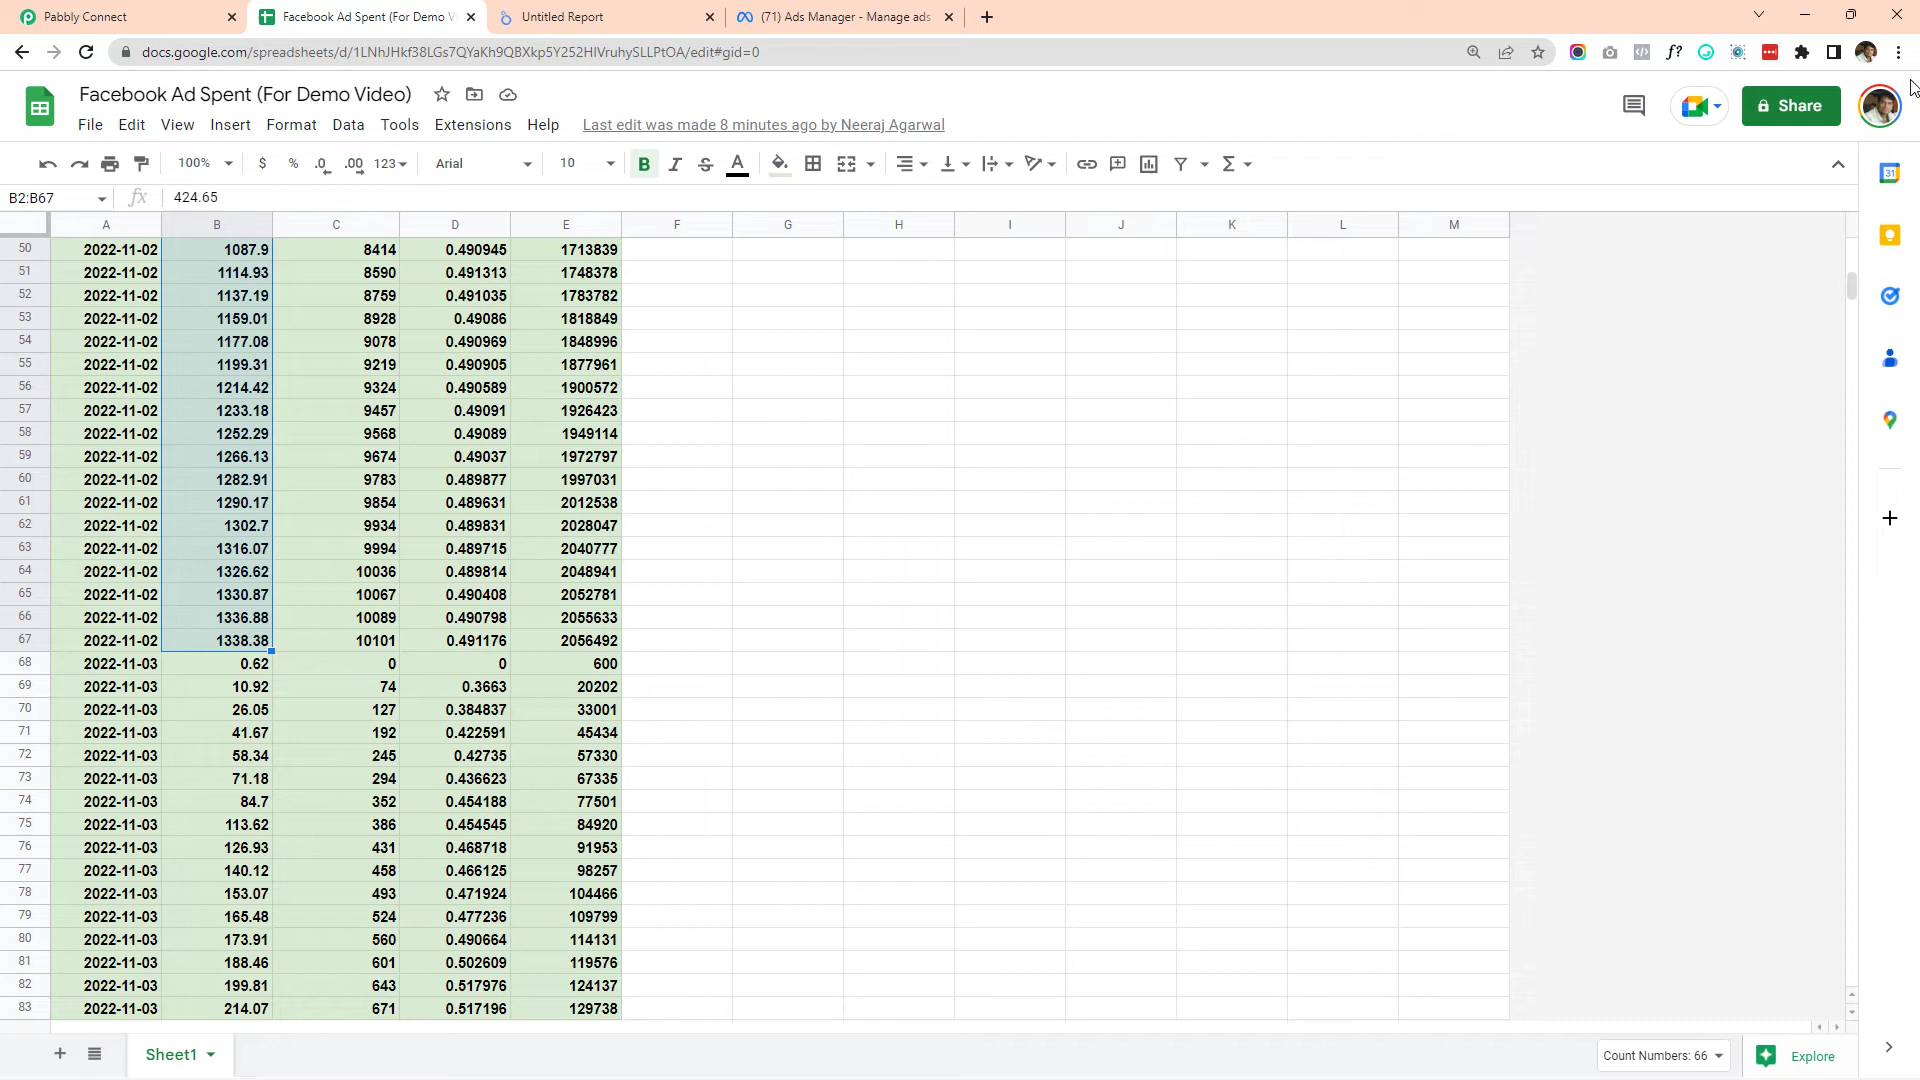 Pabbly Connect
Facebook Ad Spent (For Demo V
Untitled Report
(71) Ads Manager - Manage ads
docs.google.com/spreadsheets/d/1LNhJHkf38LGs7QYaKh9QBXkp5Y252HIVruhySLLPtOA/edit#gid=0
Facebook Ad Spent (For Demo Video)
Share
File Edit View Insert Format Data Tools Extensions Help Last edit was made 8 minutes ago by Neeraj Agarwal
100% $ % .0 .00 123 Arial 10 B I S A
B2:B67 fx 424.65
A B C D E F G H I J K L M
50 2022-11-02 1087.9 8414 0.490945 1713839
51 2022-11-02 1114.93 8590 0.491313 1748378
52 2022-11-02 1137.19 8759 0.491035 1783782
53 2022-11-02 1159.01 8928 0.49086 1818849
54 2022-11-02 1177.08 9078 0.490969 1848996
55 2022-11-02 1199.31 9219 0.490905 1877961
56 2022-11-02 1214.42 9324 0.490589 1900572
57 2022-11-02 1233.18 9457 0.49091 1926423
58 2022-11-02 1252.29 9568 0.49089 1949114
59 2022-11-02 1266.13 9674 0.49037 1972797
60 2022-11-02 1282.91 9783 0.489877 1997031
61 2022-11-02 1290.17 9854 0.489631 2012538
62 2022-11-02 1302.7 9934 0.489831 2028047
63 2022-11-02 1316.07 9994 0.489715 2040777
64 2022-11-02 1326.62 10036 0.489814 2048941
65 2022-11-02 1330.87 10067 0.490408 2052781
66 2022-11-02 1336.88 10089 0.490798 2055633
67 2022-11-02 1338.38 10101 0.491176 2056492
68 2022-11-03 0.62 0 0 600
69 2022-11-03 10.92 74 0.3663 20202
70 2022-11-03 26.05 127 0.384837 33001
71 2022-11-03 41.67 192 0.422591 45434
72 2022-11-03 58.34 245 0.42735 57330
73 2022-11-03 71.18 294 0.436623 67335
74 2022-11-03 84.7 352 0.454188 77501
75 2022-11-03 113.62 386 0.454545 84920
76 2022-11-03 126.93 431 0.468718 91953
77 2022-11-03 140.12 458 0.466125 98257
78 2022-11-03 153.07 493 0.471924 104466
79 2022-11-03 165.48 524 0.477236 109799
80 2022-11-03 173.91 560 0.490664 114131
81 2022-11-03 188.46 601 0.502609 119576
82 2022-11-03 199.81 643 0.517976 124137
83 2022-11-03 214.07 671 0.517196 129738
Sheet1
Count Numbers: 66
Explore
31